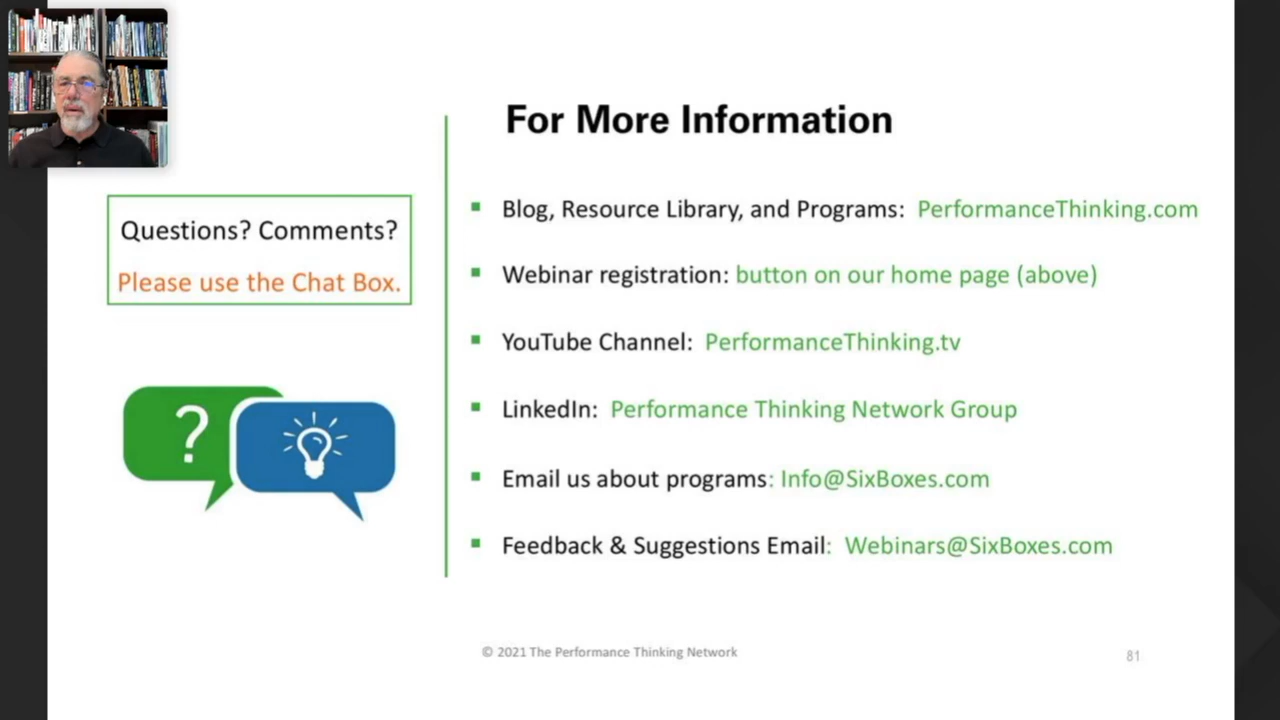 For More Information
Questions? Comments?
Please use the Chat Box.
?
Blog, Resource Library, and Programs: PerformanceThinking.com
Webinar registration: button on our home page (above)
YouTube Channel: PerformanceThinking.tv
LinkedIn: Performance Thinking Network Group
Email us about programs: Info@SixBoxes.com
Feedback & Suggestions Email: Webinars@SixBoxes.com
© 2021 The Performance Thinking Network
81